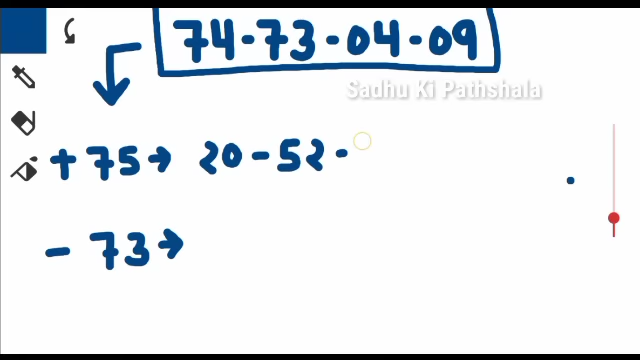 74-73-04-09
Sadhu Ki Pathshala
+ 75 → 20 - 52 -
- 73 →